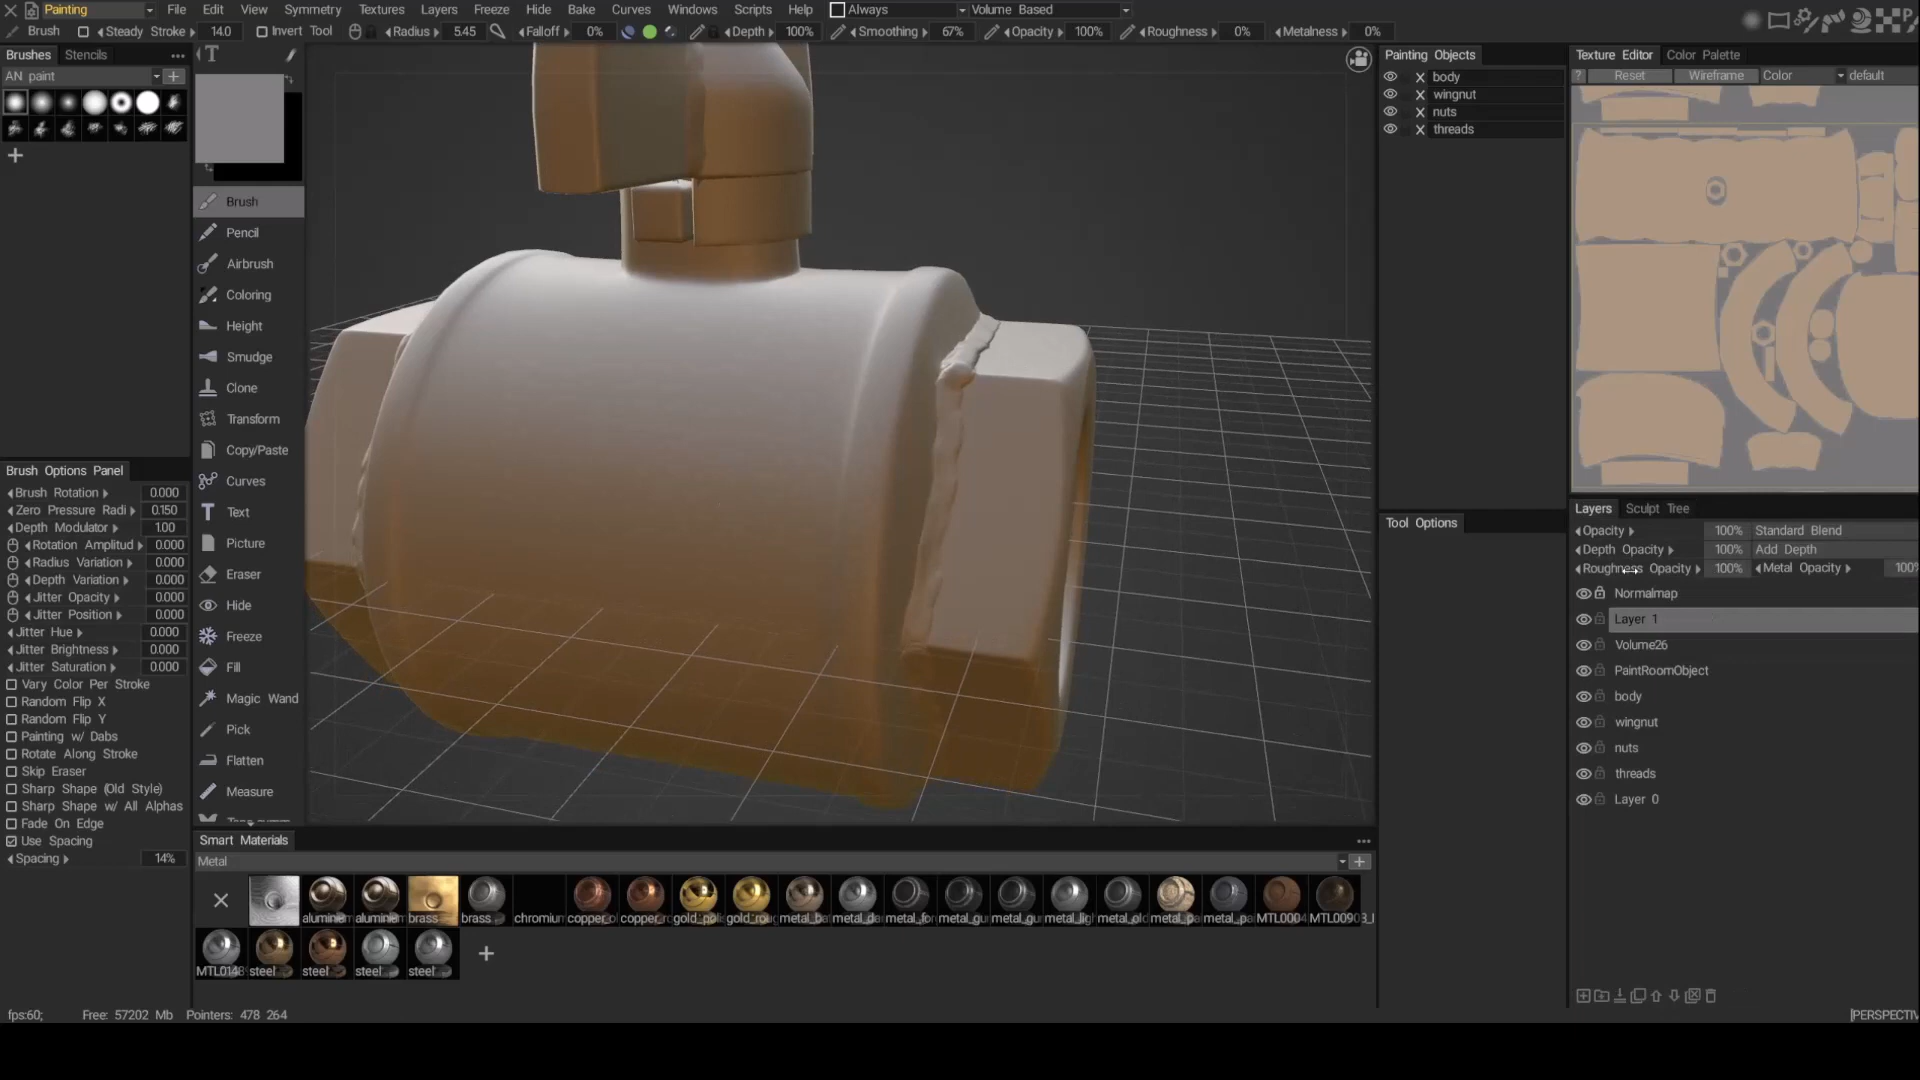 Painting File Edit View Symmetry Textures Layers Freeze Hide Bake Curves Windows Scripts Help Always Volume Based
Brush Steady Stroke 14.0 Invert Tool Radius 5.45 Falloff 0% Depth 100% Smoothing 67% Opacity 100% Roughness 0% Metalness 0%
Brushes Stencils
AN paint
Brush
Pencil
Airbrush
Coloring
Height
Smudge
Clone
Transform
Copy/Paste
Curves
Text
Picture
Eraser
Hide
Freeze
Fill
Magic Wand
Pick
Flatten
Measure
Brush Options Panel
Brush Rotation 0.000
Zero Pressure Radi 0.150
Depth Modulator 1.00
Rotation Amplitud 0.000
Radius Variation 0.000
Depth Variation 0.000
Jitter Opacity 0.000
Jitter Position 0.000
Jitter Hue 0.000
Jitter Brightness 0.000
Jitter Saturation 0.000
Vary Color Per Stroke
Random Flip X
Random Flip Y
Painting w/ Dabs
Rotate Along Stroke
Skip Eraser
Sharp Shape (Old Style)
Sharp Shape w/ All Alphas
Fade On Edge
Use Spacing
Spacing 14%
Painting Objects
X body
X wingnut
X nuts
X threads
Tool Options
Texture Editor Color Palette
? Reset Wireframe Color default
Layers Sculpt Tree
Opacity 100% Standard Blend
Depth Opacity 100% Add Depth
Roughness Opacity 100% Metal Opacity 100%
Normalmap
Layer 1
Volume26
PaintRoomObject
body
wingnut
nuts
threads
Layer 0
Smart Materials
Metal
brass brass chromium
steel steel steel steel
fps:60; Free: 57202 Mb Pointers: 478 264